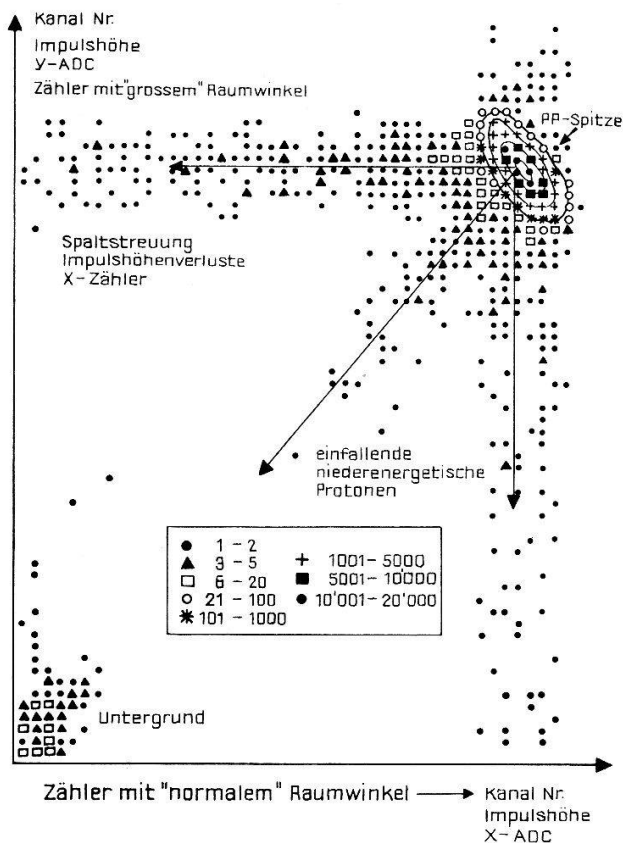 Kanal Nr.
Impulshöhe
Y-ADC
Zähler mit "grossem" Raumwinkel
PP-Spitze
Spaltstreuung
Impulshöhenverluste
X-Zähler
einfallende
niederenergetische
Protonen
1 - 2
3 - 5
6 - 20
21 - 100
101 - 1000
1001 - 5000
5001 - 10'000
10'001 - 20'000
Untergrund
Zähler mit "normalem" Raumwinkel
Kanal Nr.
Impulshöhe
X-ADC